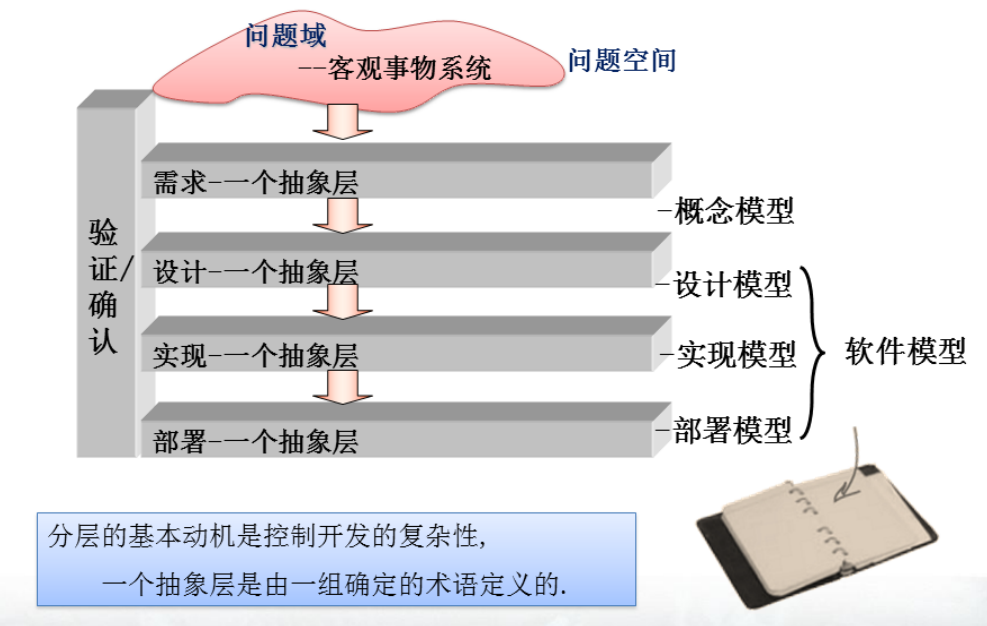 问题域
--客观事物系统
问题空间
验证/确认
需求-一个抽象层
-概念模型
设计-一个抽象层
-设计模型
实现-一个抽象层
-实现模型
软件模型
部署-一个抽象层
-部署模型
分层的基本动机是控制开发的复杂性,
一个抽象层是由一组确定的术语定义的.